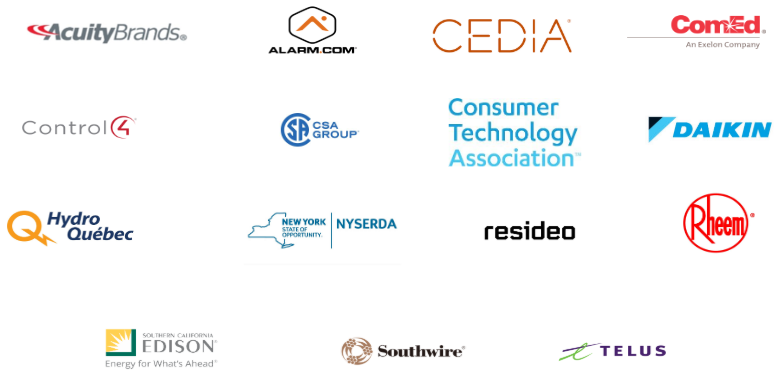 AcuityBrands®
ALARM.COM®
CEDIA®
ComEd®
An Exelon Company
Control4®
CSA
GROUP®
Consumer
Technology
Association™
DAIKIN
Hydro
Québec
NEW YORK
STATE OF
OPPORTUNITY.
NYSERDA
resideo
Rheem®
SOUTHERN CALIFORNIA
EDISON®
Energy for What's Ahead®
Southwire®
TELUS